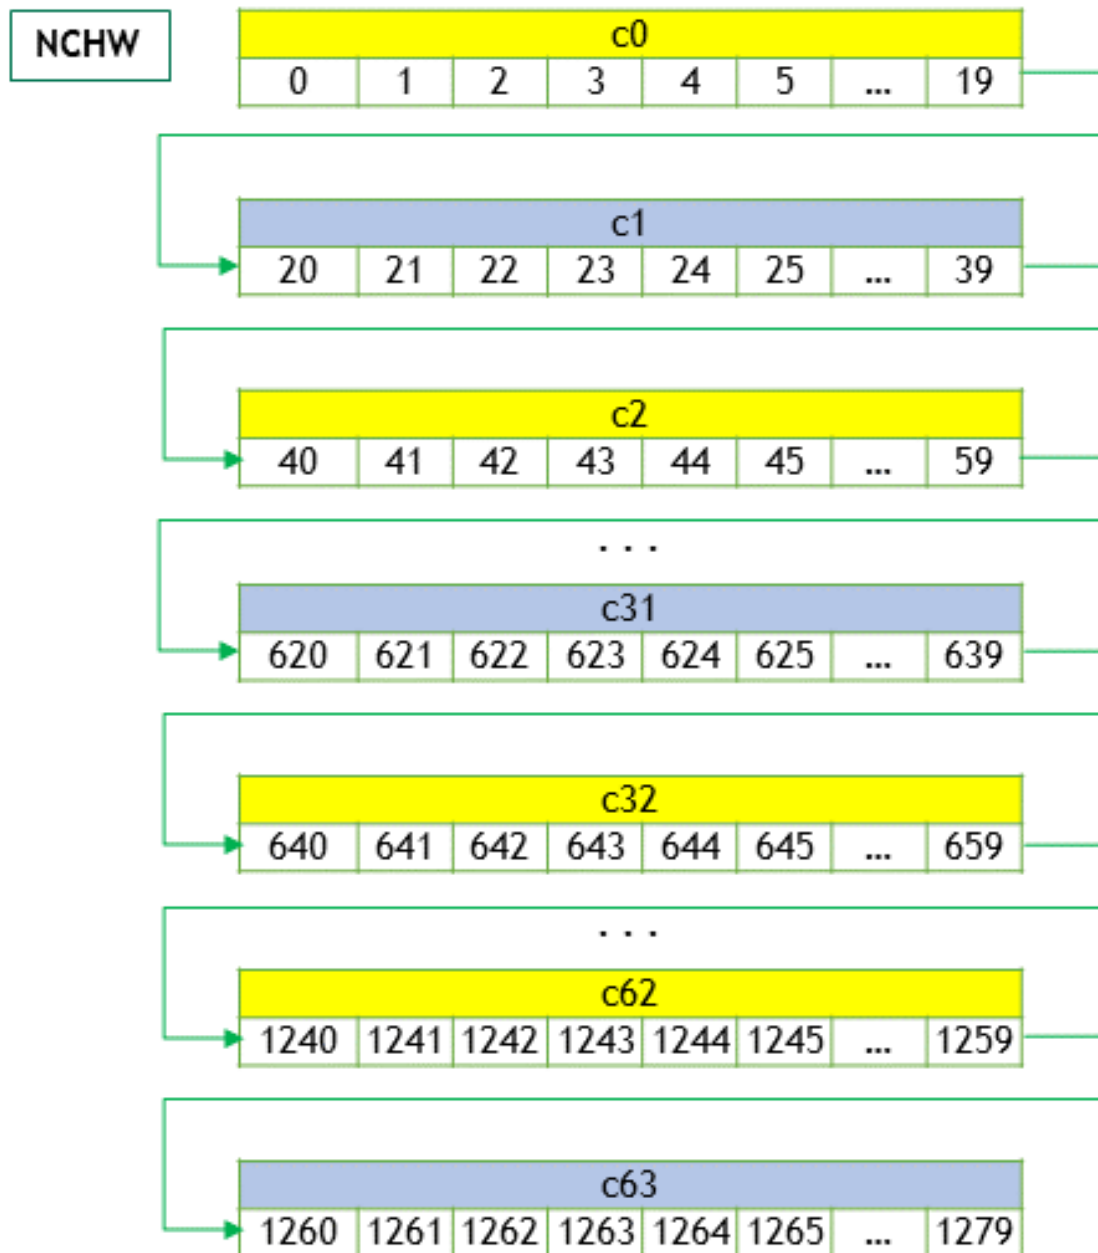 NCHW
c0
0 1 2 3 4 5 ... 19
c1
20 21 22 23 24 25 ... 39
c2
40 41 42 43 44 45 ... 59
. . .
c31
620 621 622 623 624 625 ... 639
c32
640 641 642 643 644 645 ... 659
. . .
c62
1240 1241 1242 1243 1244 1245 ... 1259
c63
1260 1261 1262 1263 1264 1265 ... 1279